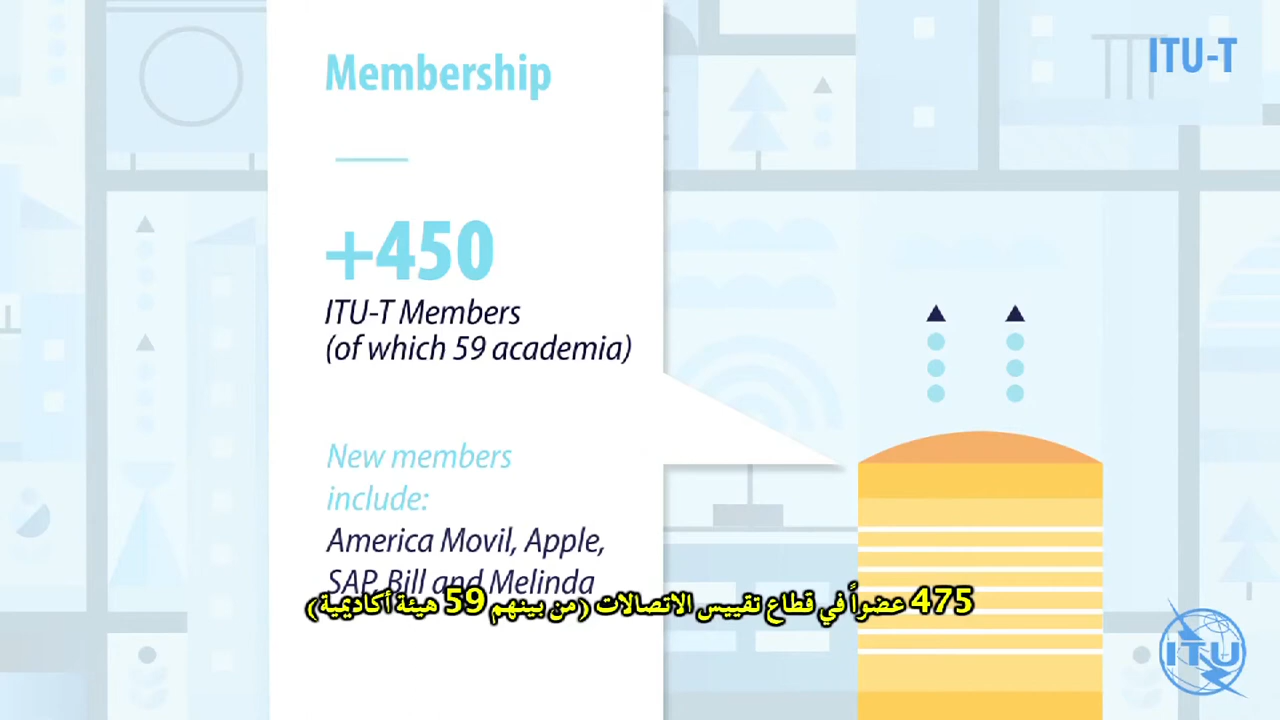 Membership
ITU-T
+450
ITU-T Members
(of which 59 academia)
New members
include:
America Movil, Apple,
SAP, Bill and Melinda
475 عضواً في قطاع تقييس الاتصالات (من بينهم 59 هيئة أكاديمية)
ITU